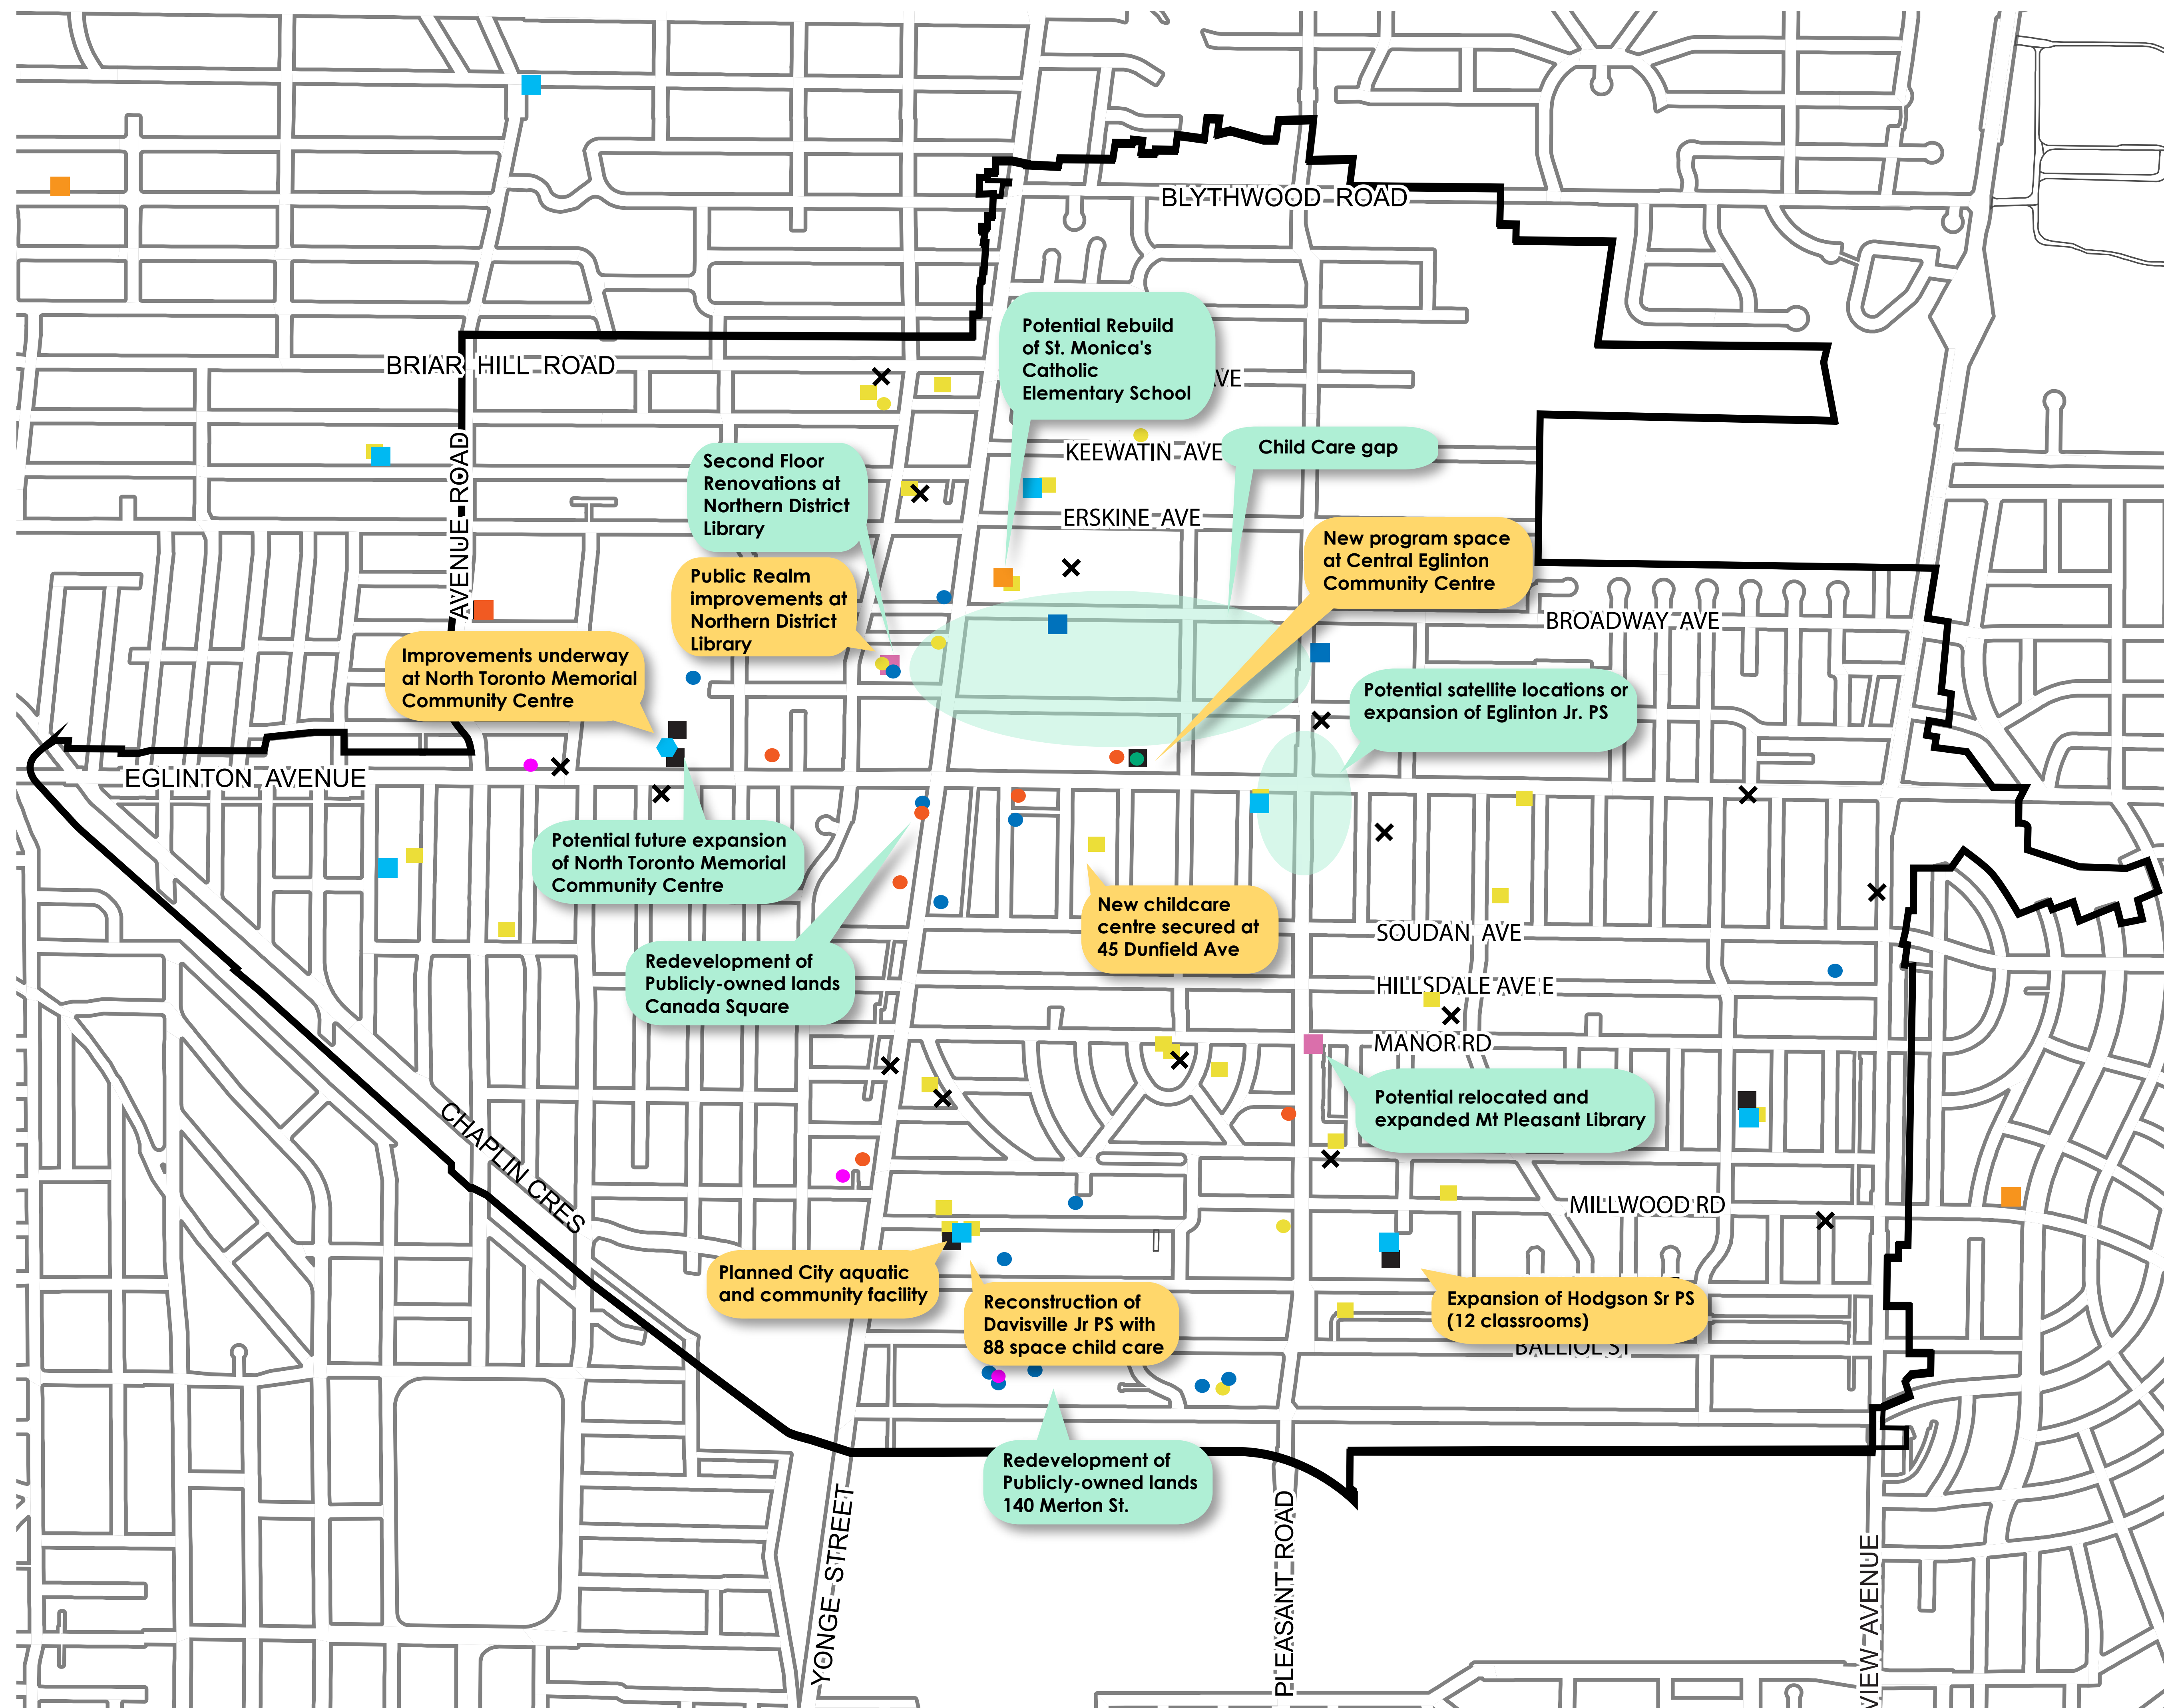 BLYTHWOOD ROAD
BRIAR HILL ROAD
Potential Rebuild
of St. Monica's
Catholic
Elementary School
AVENUE ROAD
KEEWATIN AVE
Child Care gap
Second Floor
Renovations at
Northern District
Library
ERSKINE AVE
New program space
at Central Eglinton
Community Centre
Public Realm
improvements at
Northern District
Library
BROADWAY AVE
Improvements underway
at North Toronto Memorial
Community Centre
Potential satellite locations or
expansion of Eglinton Jr. PS
EGLINTON AVENUE
Potential future expansion
of North Toronto Memorial
Community Centre
New childcare
centre secured at
45 Dunfield Ave
SOUDAN AVE
Redevelopment of
Publicly-owned lands
Canada Square
HILLSDALE AVE E
MANOR RD
Potential relocated and
expanded Mt Pleasant Library
CHAPLIN CRES
MILLWOOD RD
Planned City aquatic
and community facility
Reconstruction of
Davisville Jr PS with
88 space child care
Expansion of Hodgson Sr PS
(12 classrooms)
BALLIOL ST
Redevelopment of
Publicly-owned lands
140 Merton St.
YONGE STREET
PLEASANT ROAD
VIEW AVENUE